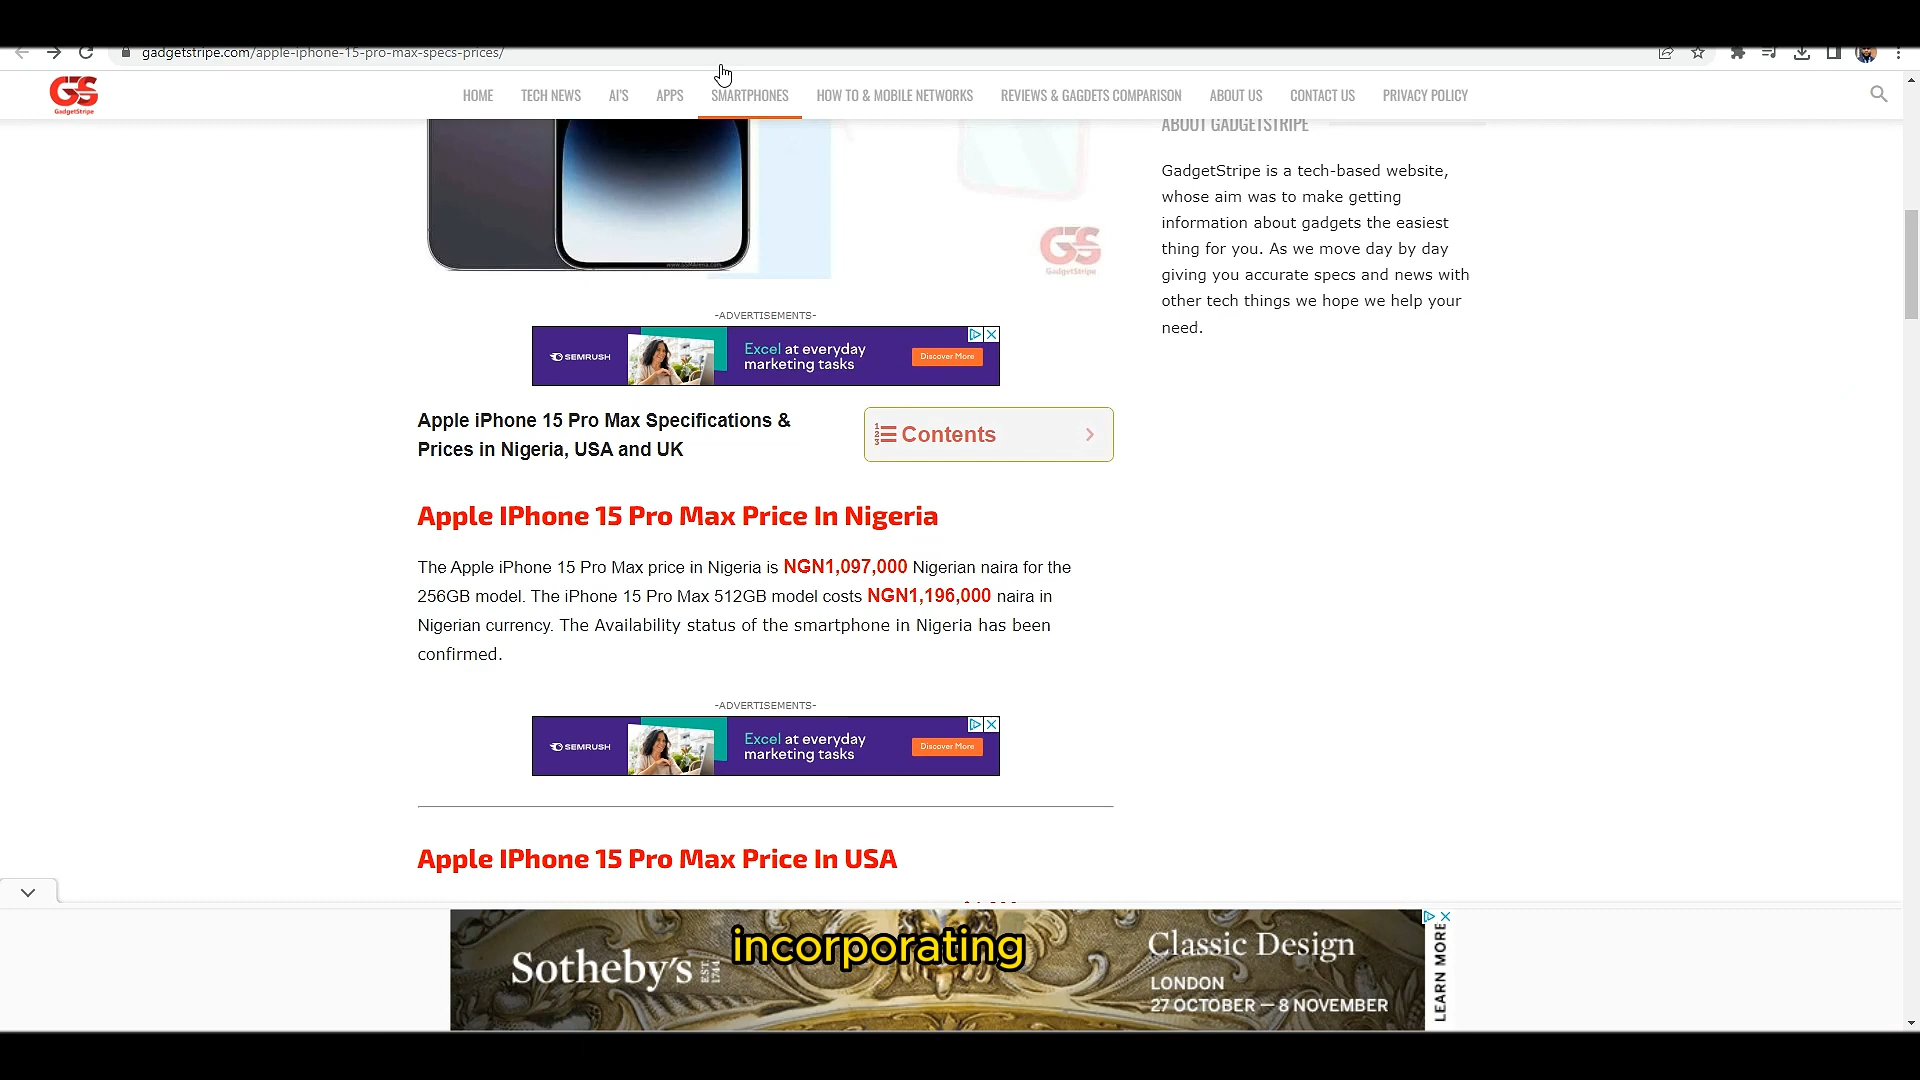 gadgetstripe.com/apple-iphone-15-pro-max-specs-prices/
GS
GadgetStripe
HOME TECH NEWS AI'S APPS SMARTPHONES HOW TO & MOBILE NETWORKS REVIEWS & GAGDETS COMPARISON ABOUT US CONTACT US PRIVACY POLICY
ABOUT GADGETSTRIPE
GadgetStripe is a tech-based website,
whose aim was to make getting
information about gadgets the easiest
thing for you. As we move day by day
giving you accurate specs and news with
other tech things we hope we help your
need.
www.GSMArena.com
GS
GadgetStripe
-ADVERTISEMENTS-
SEMRUSH
Excel at everyday
marketing tasks
Discover More
Apple iPhone 15 Pro Max Specifications &
Prices in Nigeria, USA and UK
Contents
Apple IPhone 15 Pro Max Price In Nigeria
The Apple iPhone 15 Pro Max price in Nigeria is NGN1,097,000 Nigerian naira for the
256GB model. The iPhone 15 Pro Max 512GB model costs NGN1,196,000 naira in
Nigerian currency. The Availability status of the smartphone in Nigeria has been
confirmed.
-ADVERTISEMENTS-
SEMRUSH
Excel at everyday
marketing tasks
Discover More
Apple IPhone 15 Pro Max Price In USA
Sotheby's EST. 1744
incorporating
Classic Design
LONDON
27 OCTOBER — 8 NOVEMBER
LEARN MORE